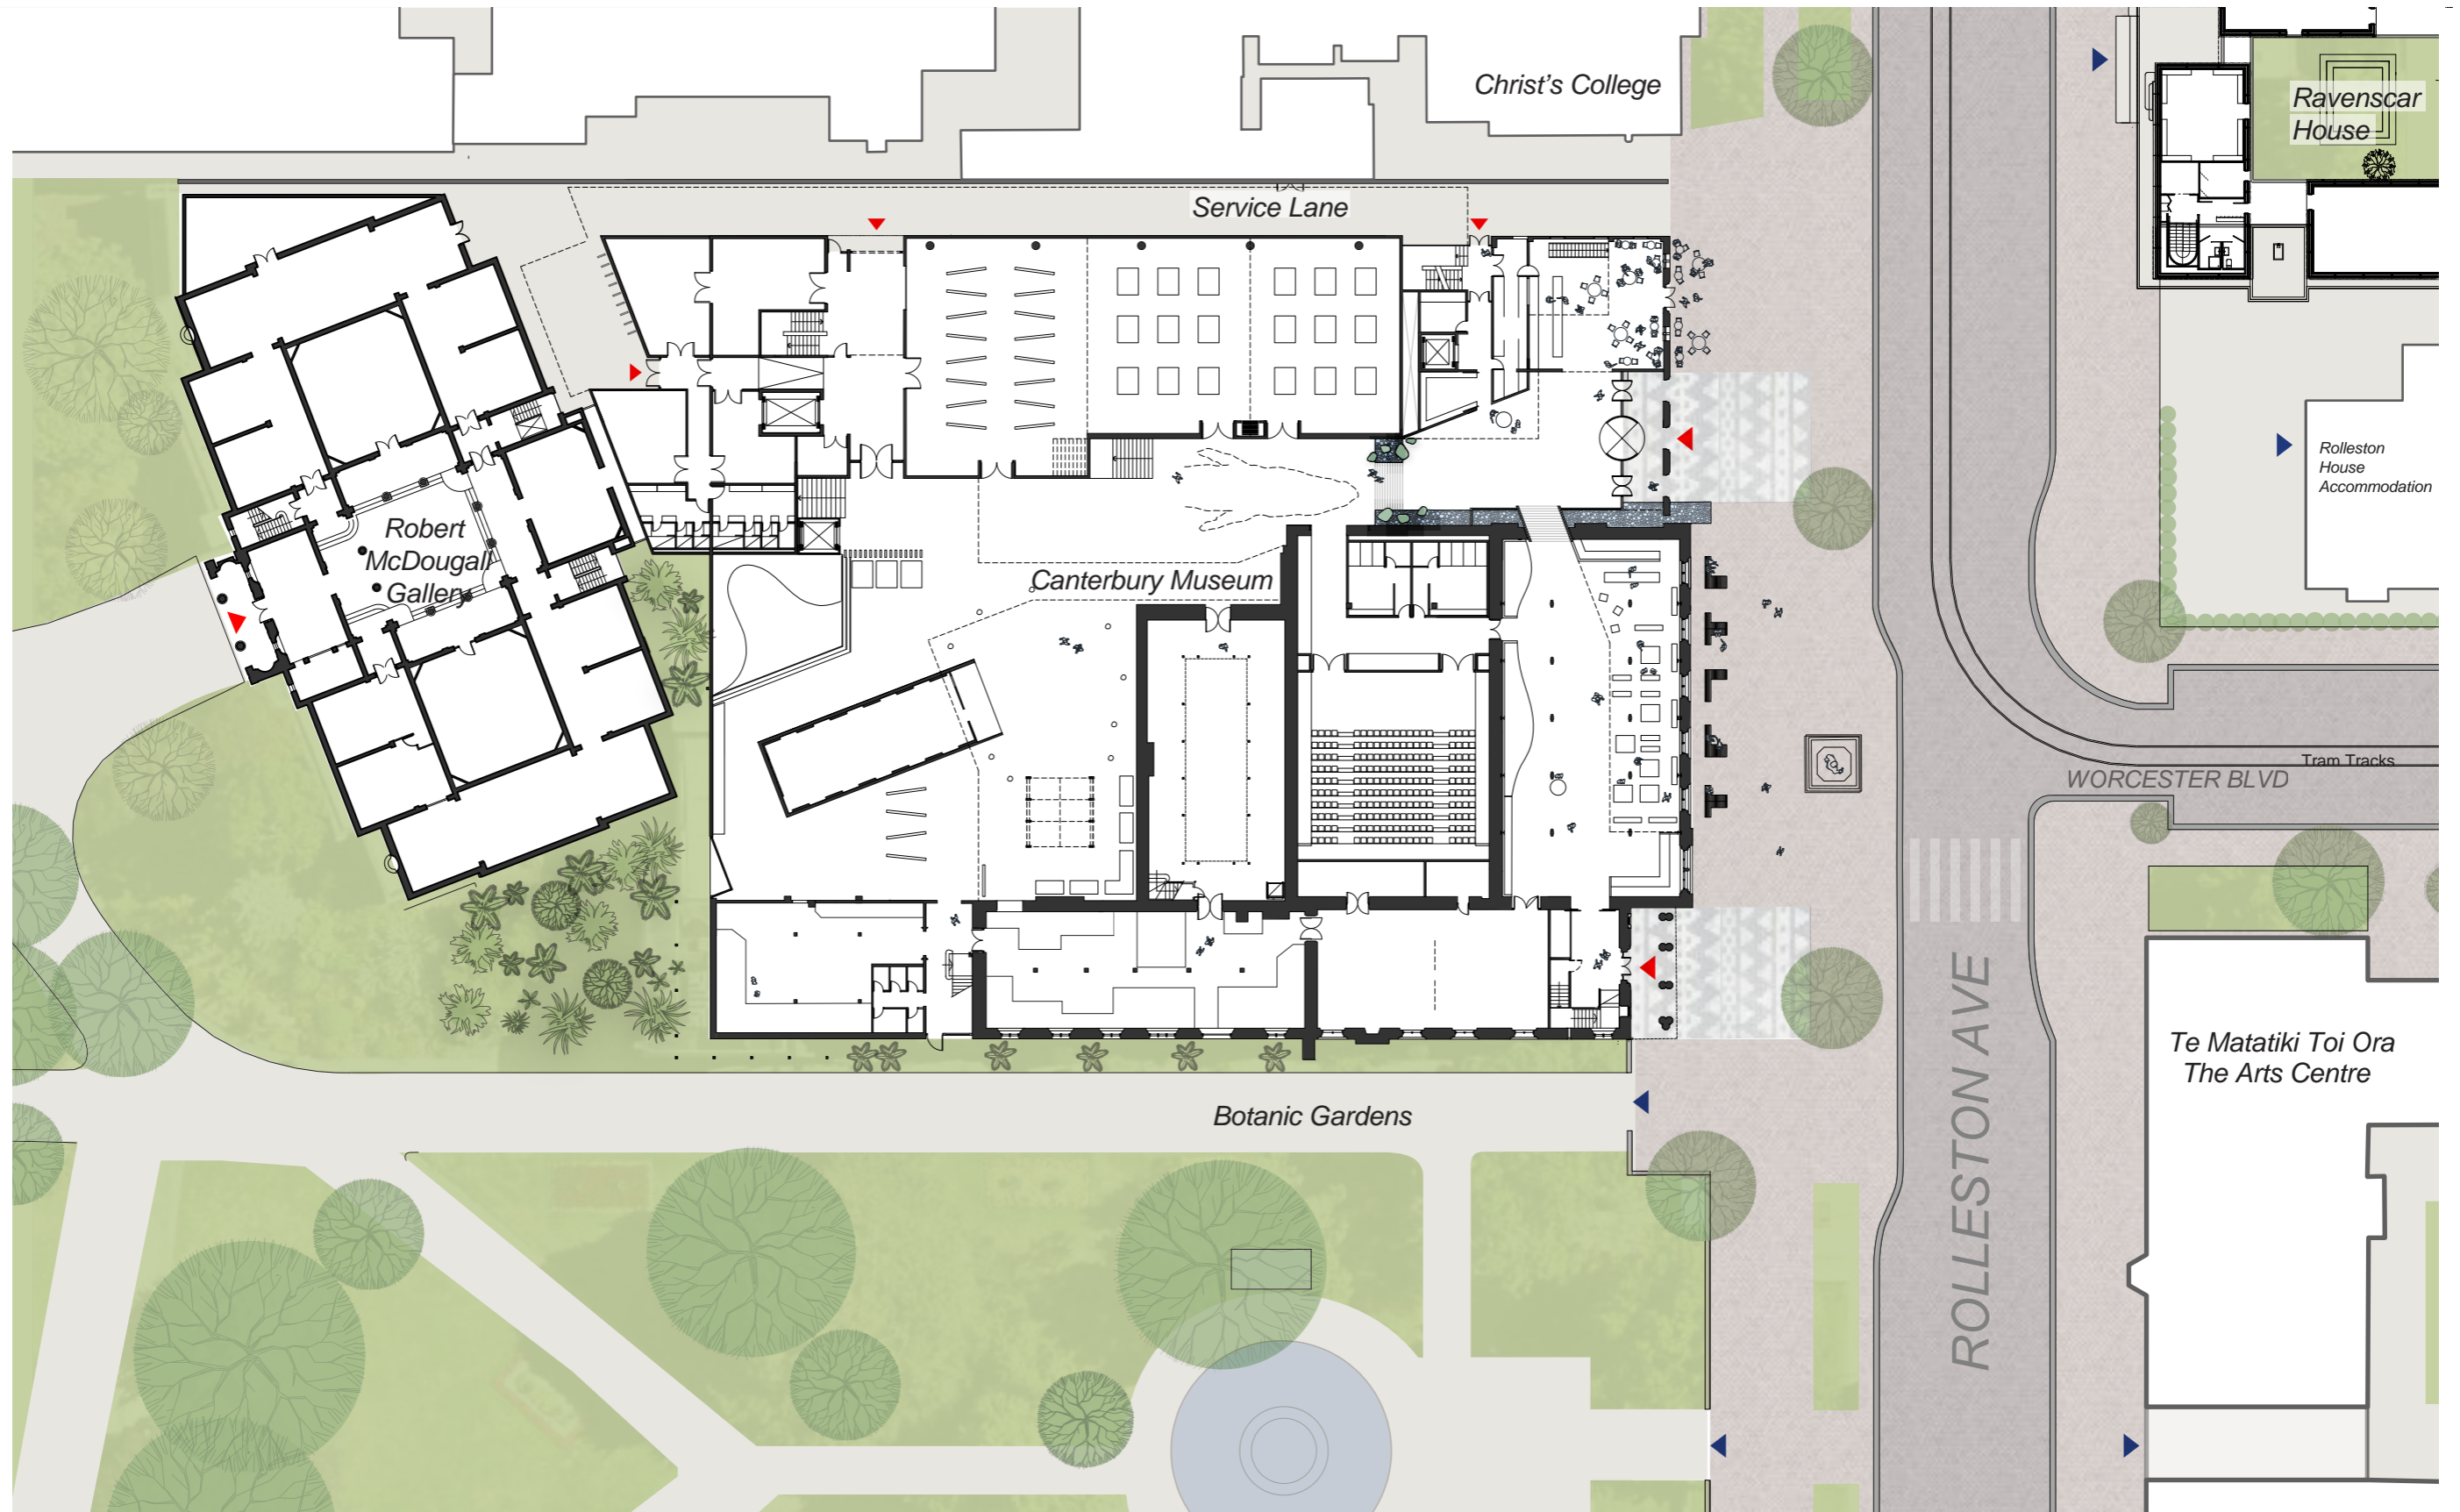 Christ's College
Ravenscar
House
Service Lane
Rolleston
House
Accommodation
Robert
McDougall
Gallery
Canterbury Museum
Tram Tracks
WORCESTER BLVD
Te Matatiki Toi Ora
The Arts Centre
Botanic Gardens
ROLLESTON AVE